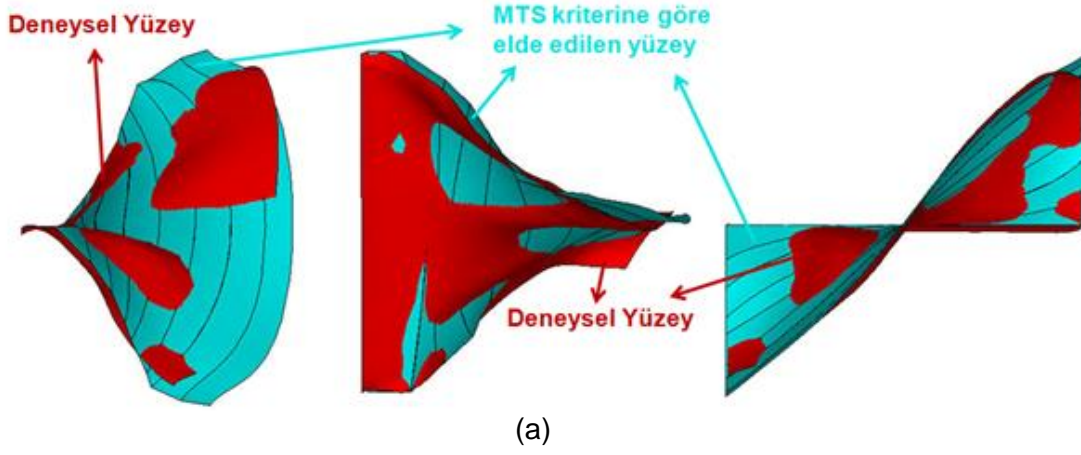 Deneysel Yüzey
MTS kriterine göre
elde edilen yüzey
Deneysel Yüzey
(a)